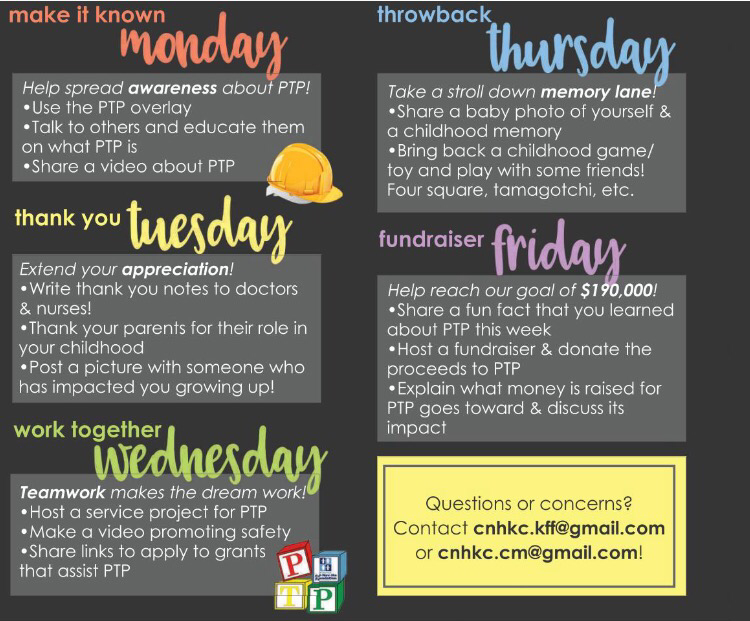 make it known
monday
Help spread awareness about PTP!
•Use the PTP overlay
•Talk to others and educate them
on what PTP is
•Share a video about PTP
thank you
tuesday
Extend your appreciation!
•Write thank you notes to doctors
& nurses!
•Thank your parents for their role in
your childhood
•Post a picture with someone who
has impacted you growing up!
work together
wednesday
Teamwork makes the dream work!
•Host a service project for PTP
•Make a video promoting safety
•Share links to apply to grants
that assist PTP
P
T P
throwback
thursday
Take a stroll down memory lane!
•Share a baby photo of yourself &
a childhood memory
•Bring back a childhood game/
toy and play with some friends!
Four square, tamagotchi, etc.
fundraiser
friday
Help reach our goal of $190,000!
•Share a fun fact that you learned
about PTP this week
•Host a fundraiser & donate the
proceeds to PTP
•Explain what money is raised for
PTP goes toward & discuss its
impact
Questions or concerns?
Contact cnhkc.kff@gmail.com
or cnhkc.cm@gmail.com!